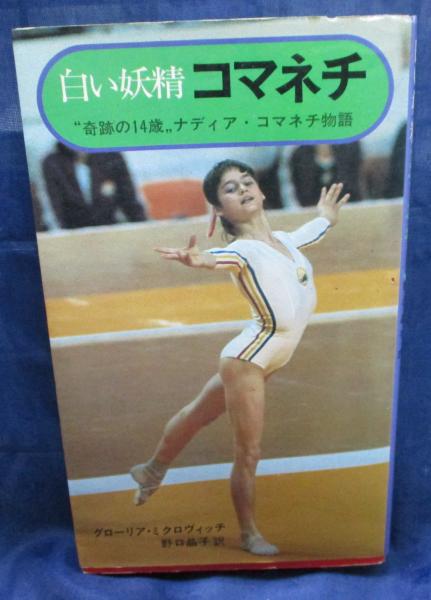 白い妖精 コマネチ
“奇跡の14歳„ナディア・コマネチ物語
グローリア・ミクロヴィッチ
野口晶子訳